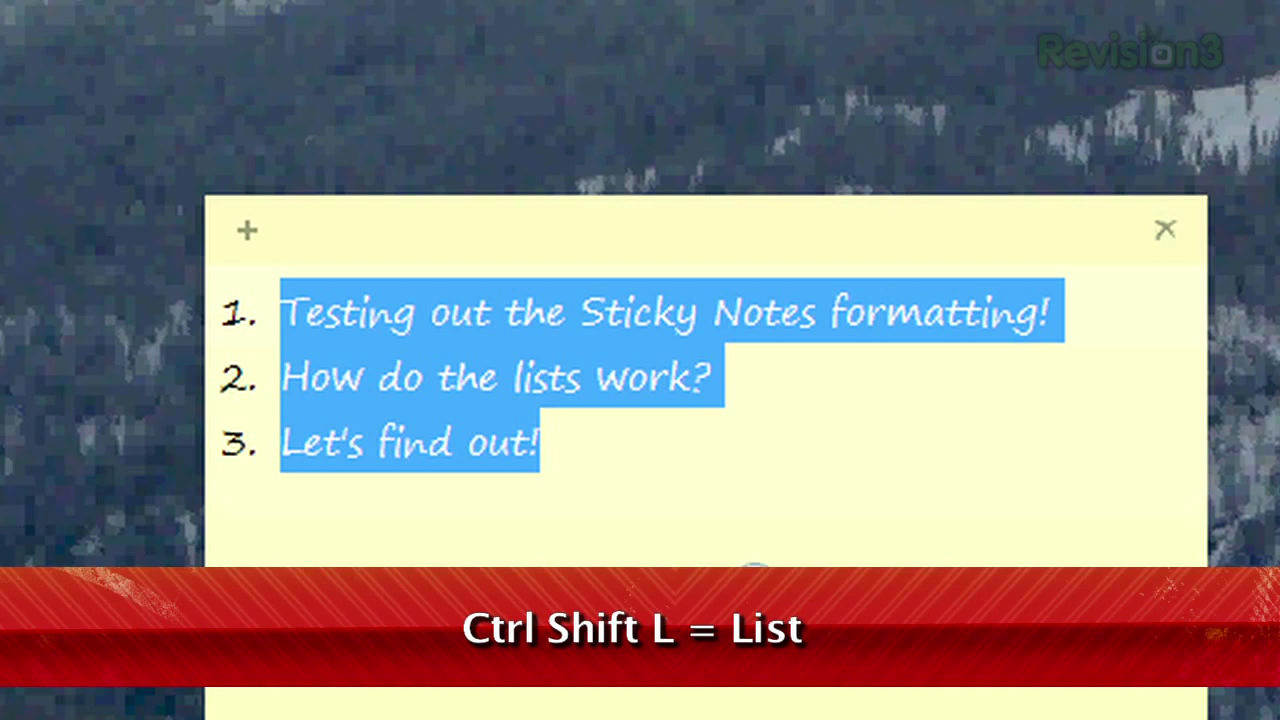 Revision3
1. Testing out the Sticky Notes formatting!
2. How do the lists work?
3. Let's find out!
Ctrl Shift L = List